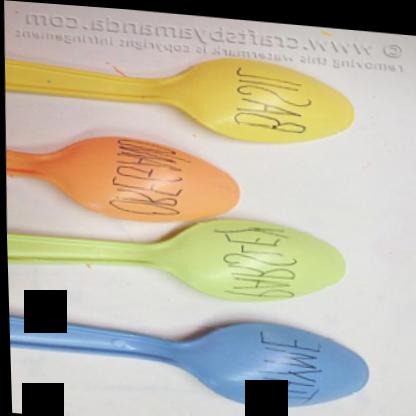 © www.craftsbyamanda.com
removing this watermark is copyright infringement
BASIL
OREGANO
PARSLEY
THYME